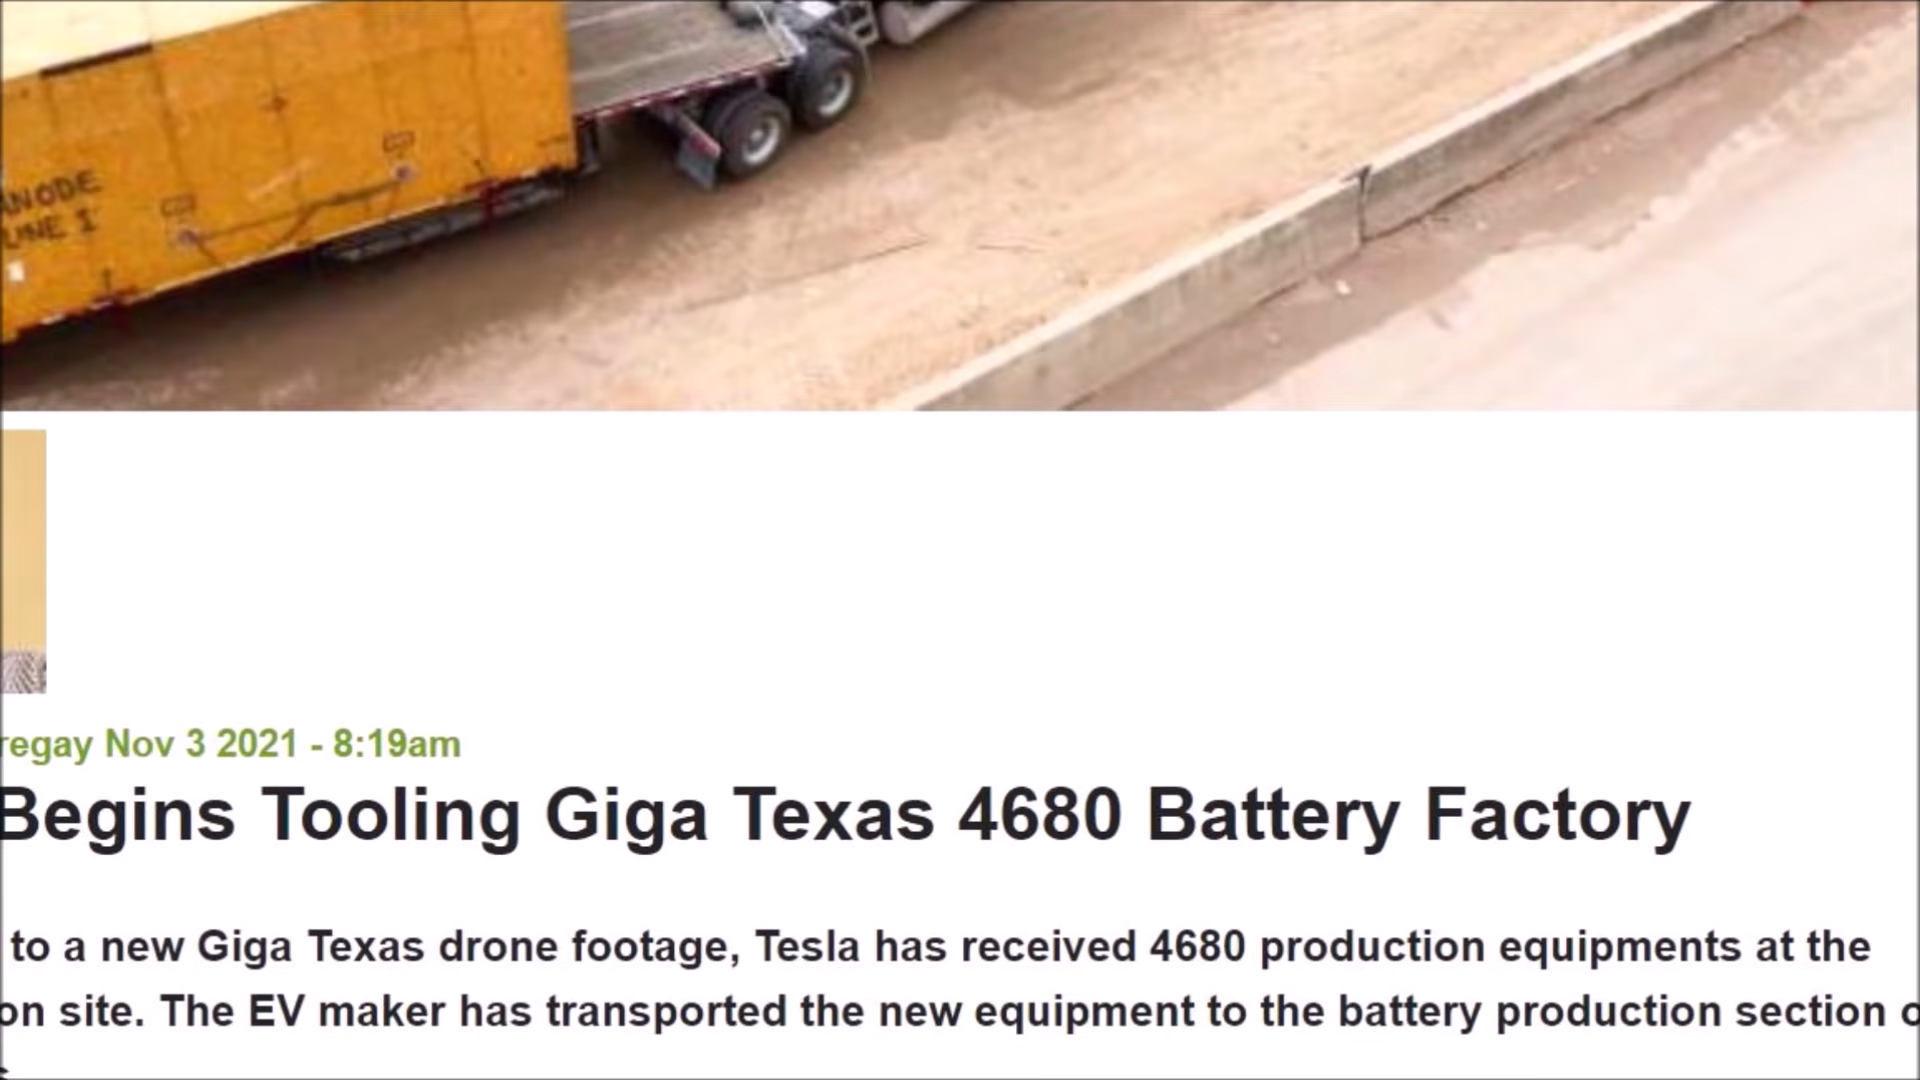 ANODE
LINE 1
regay Nov 3 2021 - 8:19am
Begins Tooling Giga Texas 4680 Battery Factory
to a new Giga Texas drone footage, Tesla has received 4680 production equipments at the
on site. The EV maker has transported the new equipment to the battery production section o